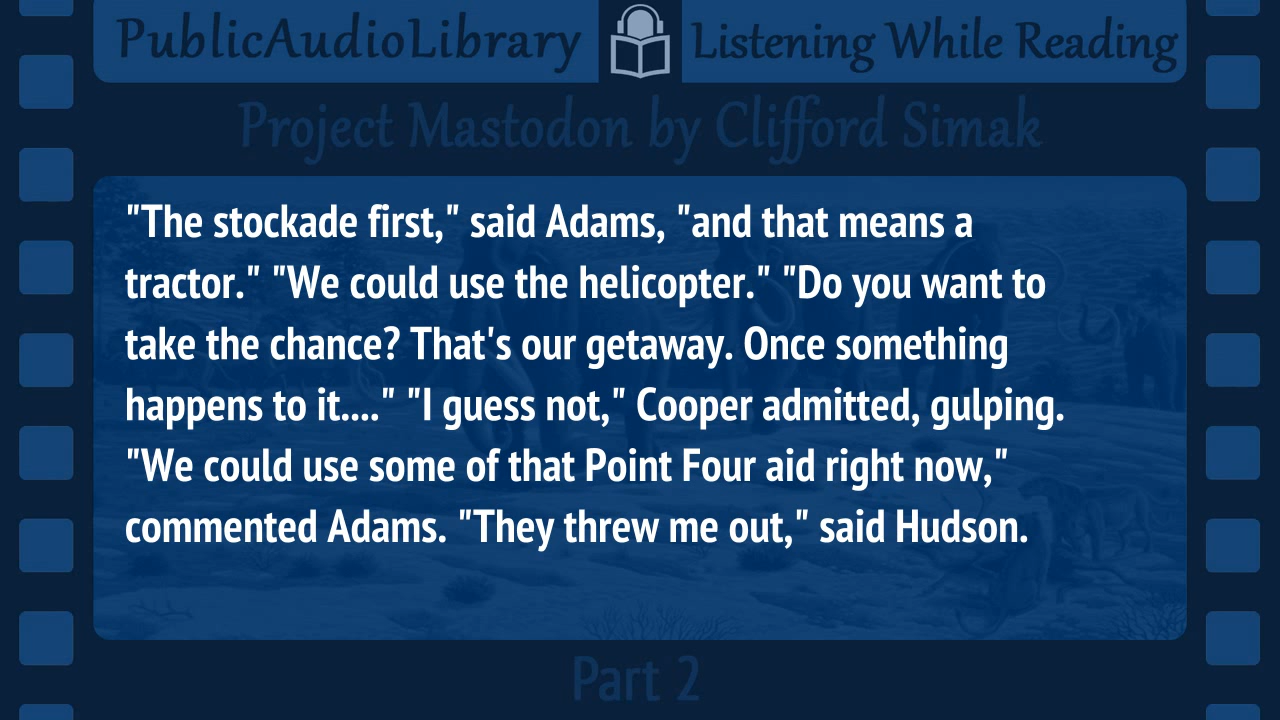 PublicAudioLibrary Listening While Reading
Project Mastodon by Clifford Simak
"The stockade first," said Adams, "and that means a
tractor." "We could use the helicopter." "Do you want to
take the chance? That's our getaway. Once something
happens to it...." "I guess not," Cooper admitted, gulping.
"We could use some of that Point Four aid right now,"
commented Adams. "They threw me out," said Hudson.
Part 2